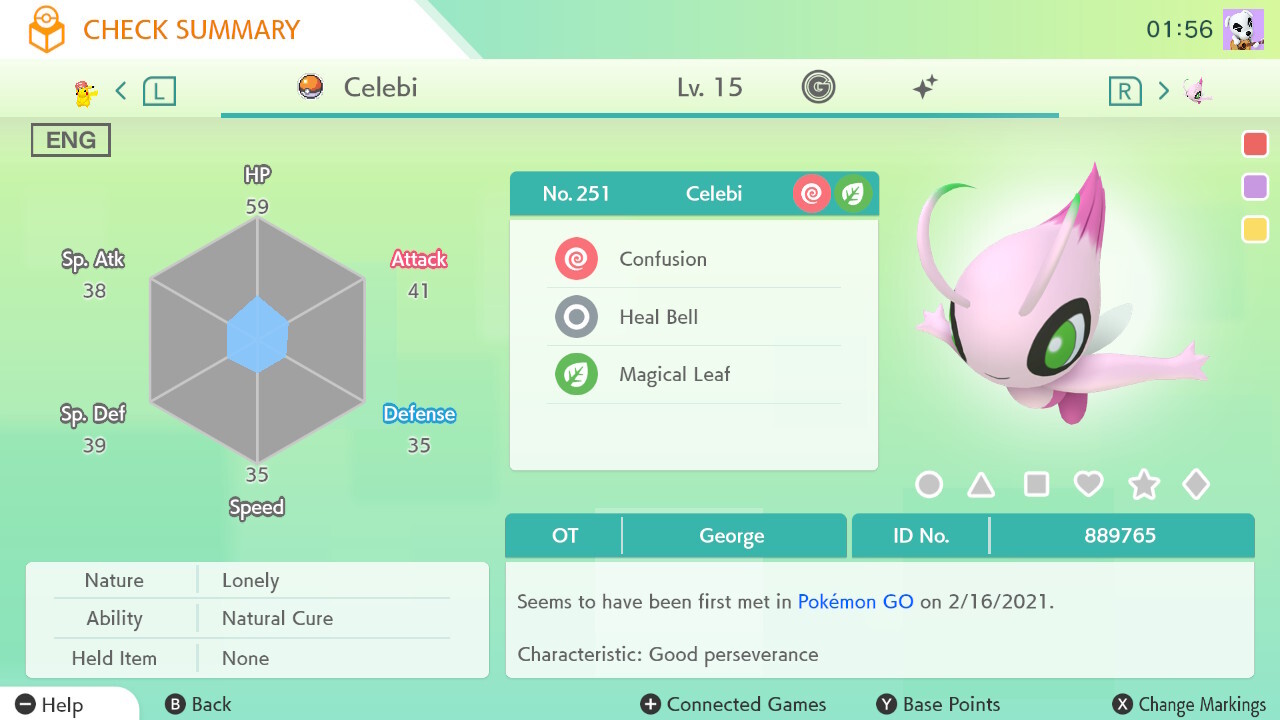 CHECK SUMMARY
01:56
L
Celebi
Lv. 15
G
R
ENG
HP
59
Sp. Atk
38
Attack
41
Sp. Def
39
Defense
35
35
Speed
No. 251 Celebi
Confusion
Heal Bell
Magical Leaf
OT George ID No. 889765
Nature Lonely
Ability Natural Cure
Held Item None
Seems to have been first met in Pokémon GO on 2/16/2021.
Characteristic: Good perseverance
Help
B Back
Connected Games
Y Base Points
X Change Markings